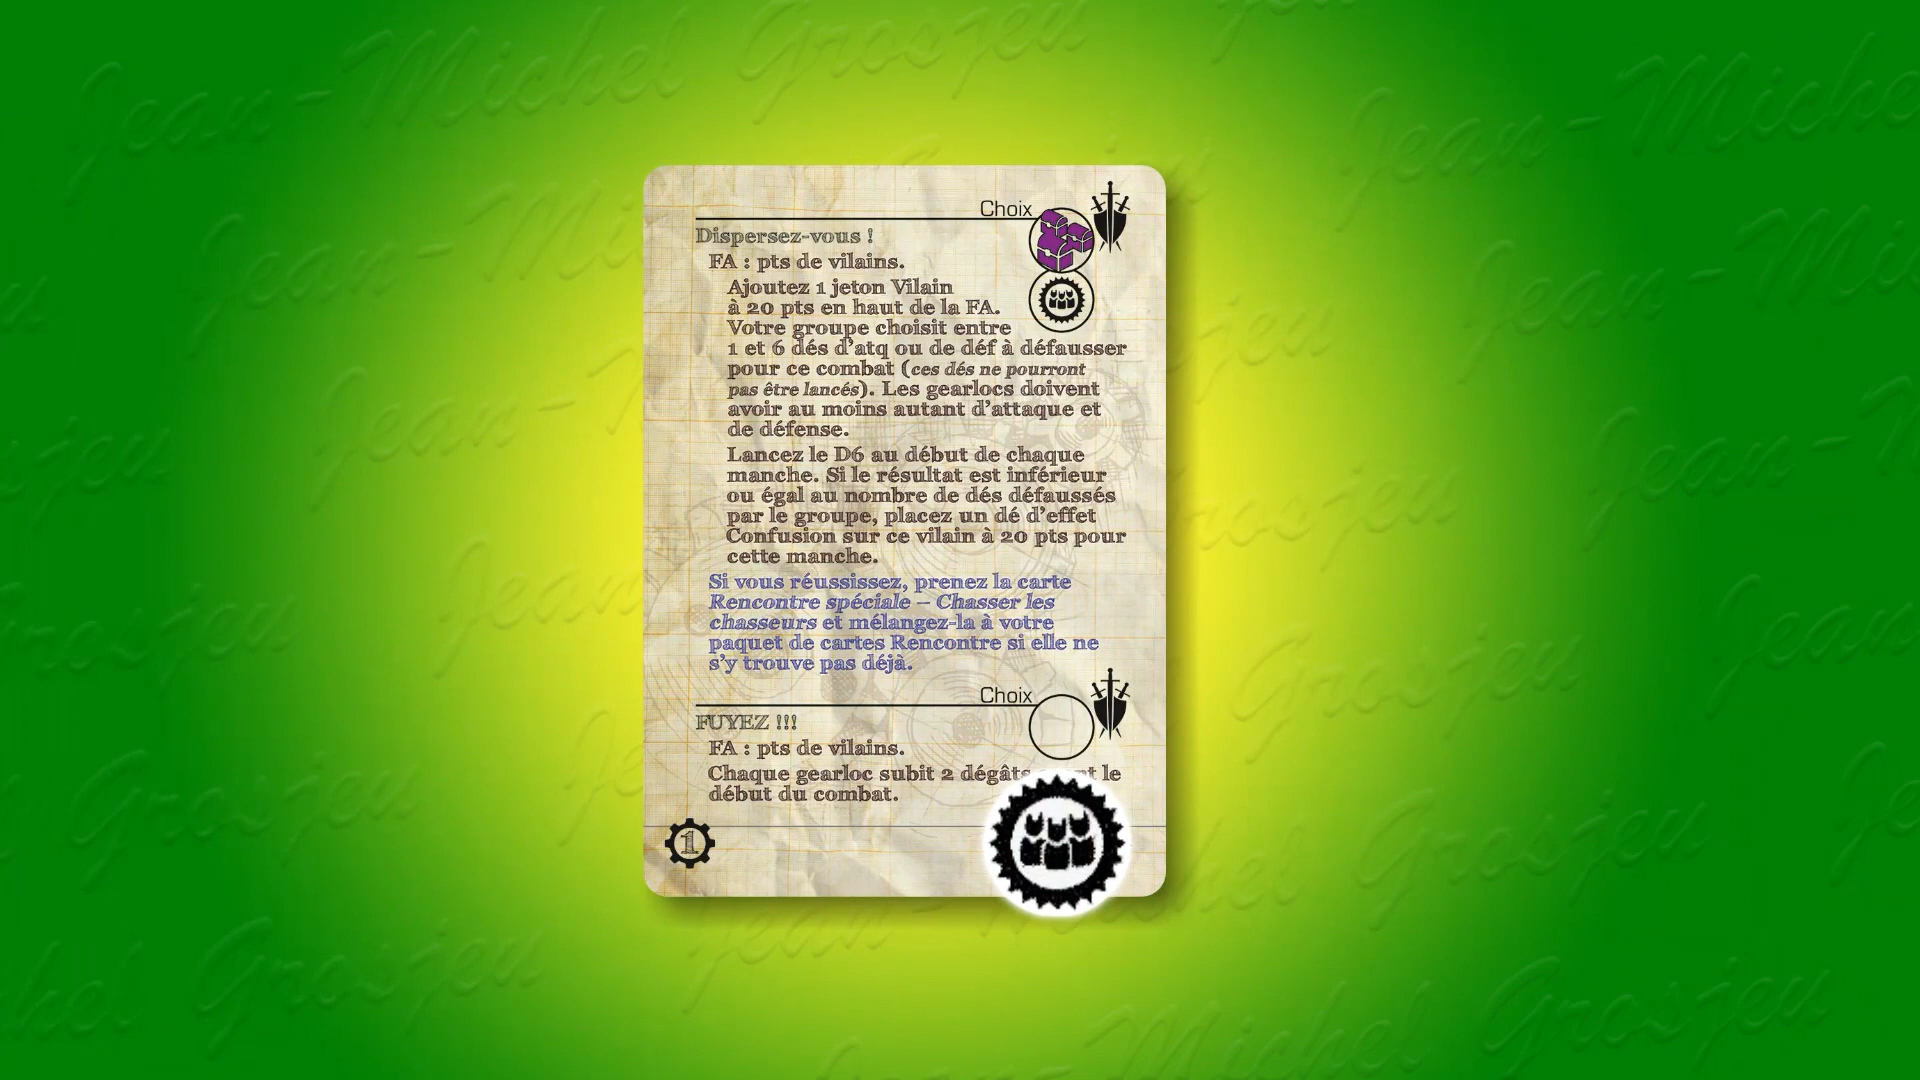 Jean-Michel Grosjeu
Choix
Dispersez-vous !
FA : pts de vilains.
Ajoutez 1 jeton Vilain
à 20 pts en haut de la FA.
Votre groupe choisit entre
1 et 6 dés d'atq ou de déf à défausser
pour ce combat (ces dés ne pourront
pas être lancés). Les gearlocs doivent
avoir au moins autant d'attaque et
de défense.
Lancez le D6 au début de chaque
manche. Si le résultat est inférieur
ou égal au nombre de dés défaussés
par le groupe, placez un dé d'effet
Confusion sur ce vilain à 20 pts pour
cette manche.
Si vous réussissez, prenez la carte
Rencontre spéciale – Chasser les
chasseurs et mélangez-la à votre
paquet de cartes Rencontre si elle ne
s'y trouve pas déjà.
Choix
FUYEZ !!!
FA : pts de vilains.
Chaque gearloc subit 2 dégâts le
début du combat.
1